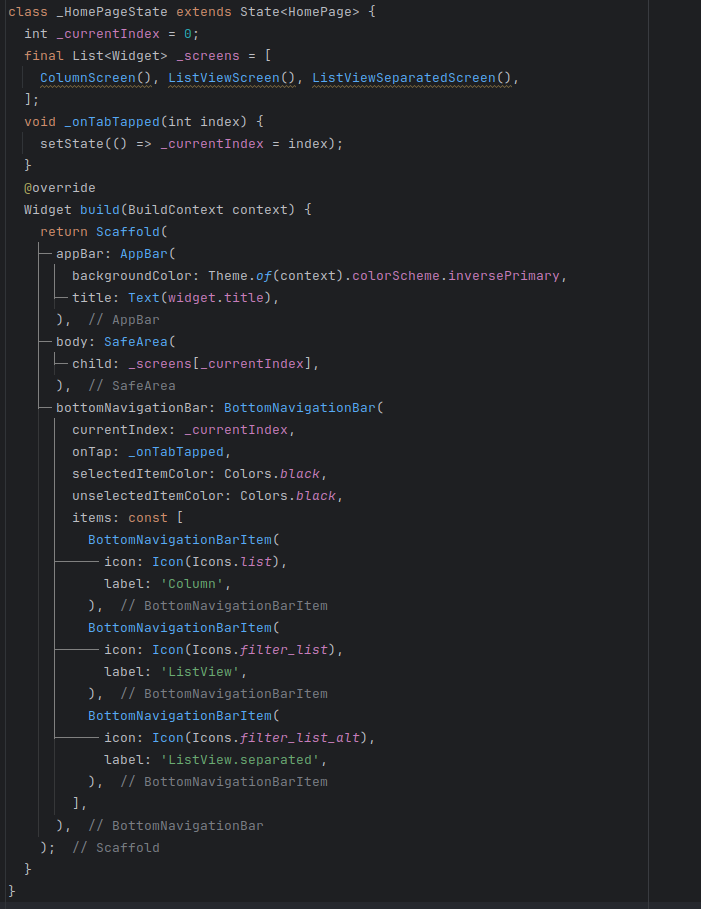 class _HomePageState extends State<HomePage> {
  int _currentIndex = 0;
  final List<Widget> _screens = [
    ColumnScreen(), ListViewScreen(), ListViewSeparatedScreen(),
  ];
  void _onTabTapped(int index) {
    setState(() => _currentIndex = index);
  }
  @override
  Widget build(BuildContext context) {
    return Scaffold(
      appBar: AppBar(
        backgroundColor: Theme.of(context).colorScheme.inversePrimary,
        title: Text(widget.title),
      ),  // AppBar
      body: SafeArea(
        child: _screens[_currentIndex],
      ),  // SafeArea
      bottomNavigationBar: BottomNavigationBar(
        currentIndex: _currentIndex,
        onTap: _onTabTapped,
        selectedItemColor: Colors.black,
        unselectedItemColor: Colors.black,
        items: const [
          BottomNavigationBarItem(
            icon: Icon(Icons.list),
            label: 'Column',
          ),  // BottomNavigationBarItem
          BottomNavigationBarItem(
            icon: Icon(Icons.filter_list),
            label: 'ListView',
          ),  // BottomNavigationBarItem
          BottomNavigationBarItem(
            icon: Icon(Icons.filter_list_alt),
            label: 'ListView.separated',
          ),  // BottomNavigationBarItem
        ],
      ),  // BottomNavigationBar
    );  // Scaffold
  }
}